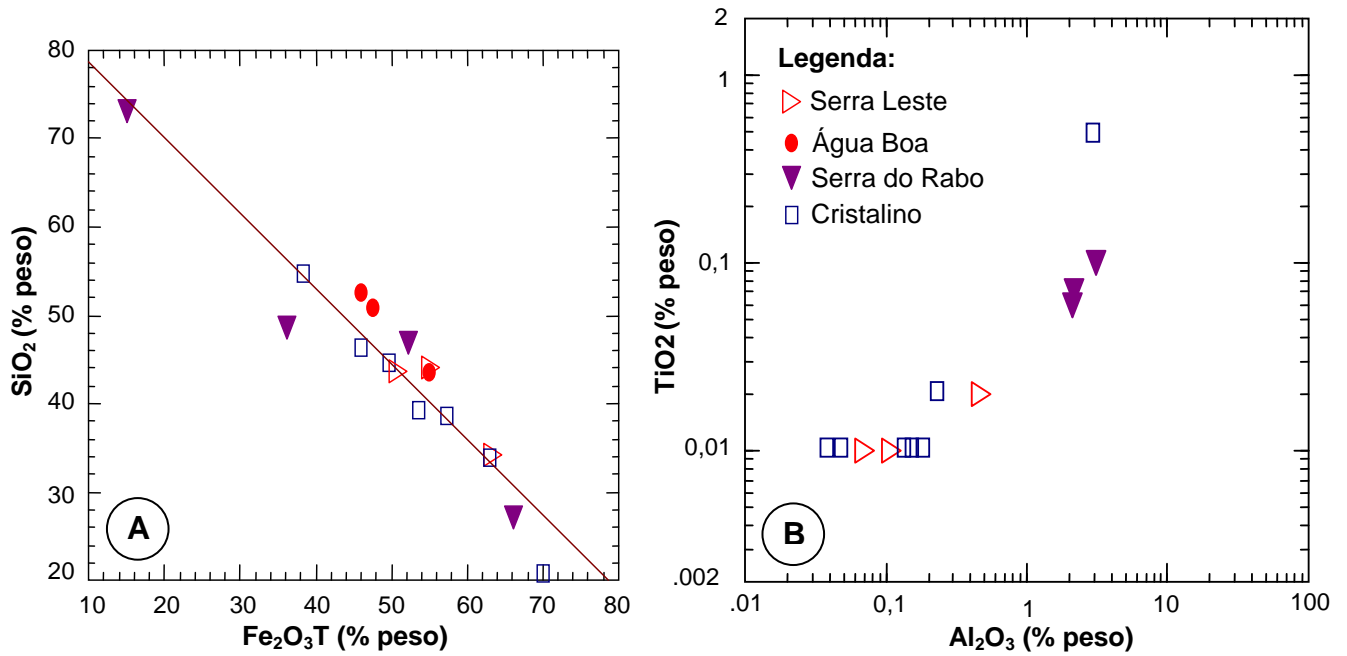 80
70
60
50
40
30
20
SiO₂ (% peso)
A
10 20 30 40 50 60 70 80
Fe₂O₃T (% peso)
2
1
0,1
0,01
.002
TiO2 (% peso)
Legenda:
Serra Leste
Água Boa
Serra do Rabo
Cristalino
B
.01 0,1 1 10 100
Al₂O₃ (% peso)